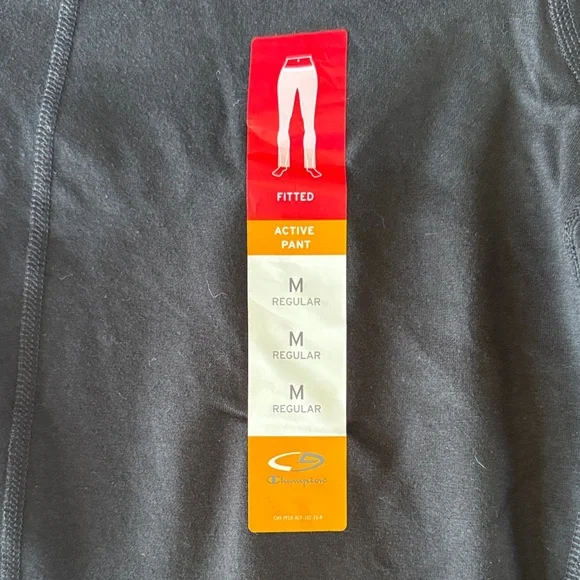 FITTED
ACTIVE
PANT
M
REGULAR
M
REGULAR
M
REGULAR
Champion